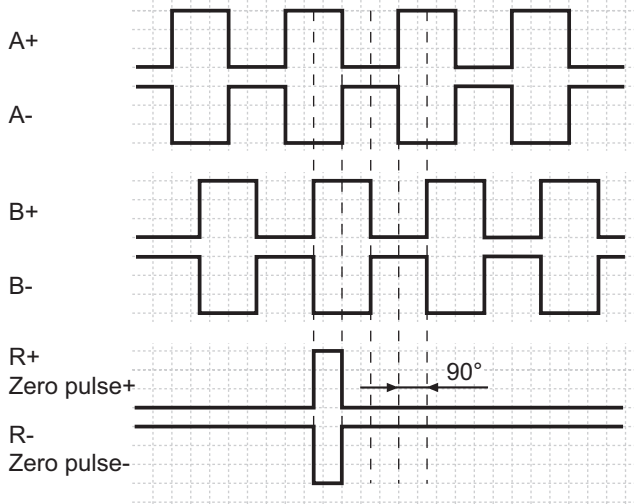 A+
A-
B+
B-
R+
Zero pulse+
90°
R-
Zero pulse-